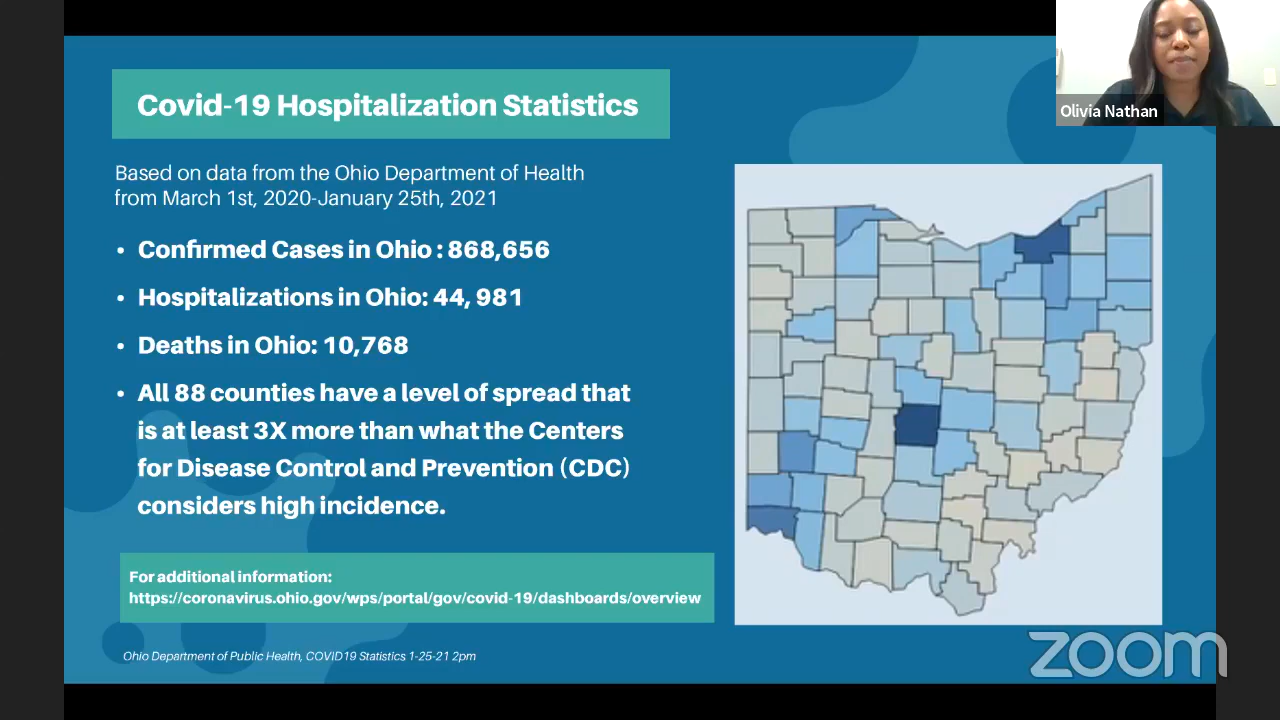 Covid-19 Hospitalization Statistics
Olivia Nathan
Based on data from the Ohio Department of Health
from March 1st, 2020-January 25th, 2021
• Confirmed Cases in Ohio : 868,656
• Hospitalizations in Ohio: 44, 981
• Deaths in Ohio: 10,768
• All 88 counties have a level of spread that
is at least 3X more than what the Centers
for Disease Control and Prevention (CDC)
considers high incidence.
For additional information:
https://coronavirus.ohio.gov/wps/portal/gov/covid-19/dashboards/overview
Ohio Department of Public Health, COVID19 Statistics 1-25-21 2pm
zoom